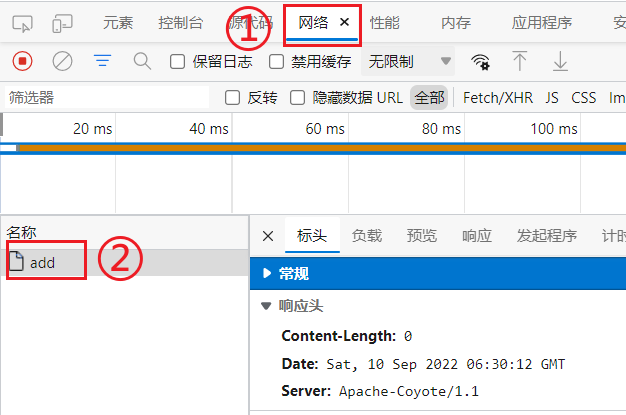 元素 控制台 源代码 网络 × 性能 内存 应用程序 安
①
保留日志 禁用缓存 无限制
筛选器 反转 隐藏数据 URL 全部 Fetch/XHR JS CSS Im
20 ms 40 ms 60 ms 80 ms 100 ms
名称 × 标头 负载 预览 响应 发起程序 计时
add ②
常规
响应头
Content-Length: 0
Date: Sat, 10 Sep 2022 06:30:12 GMT
Server: Apache-Coyote/1.1